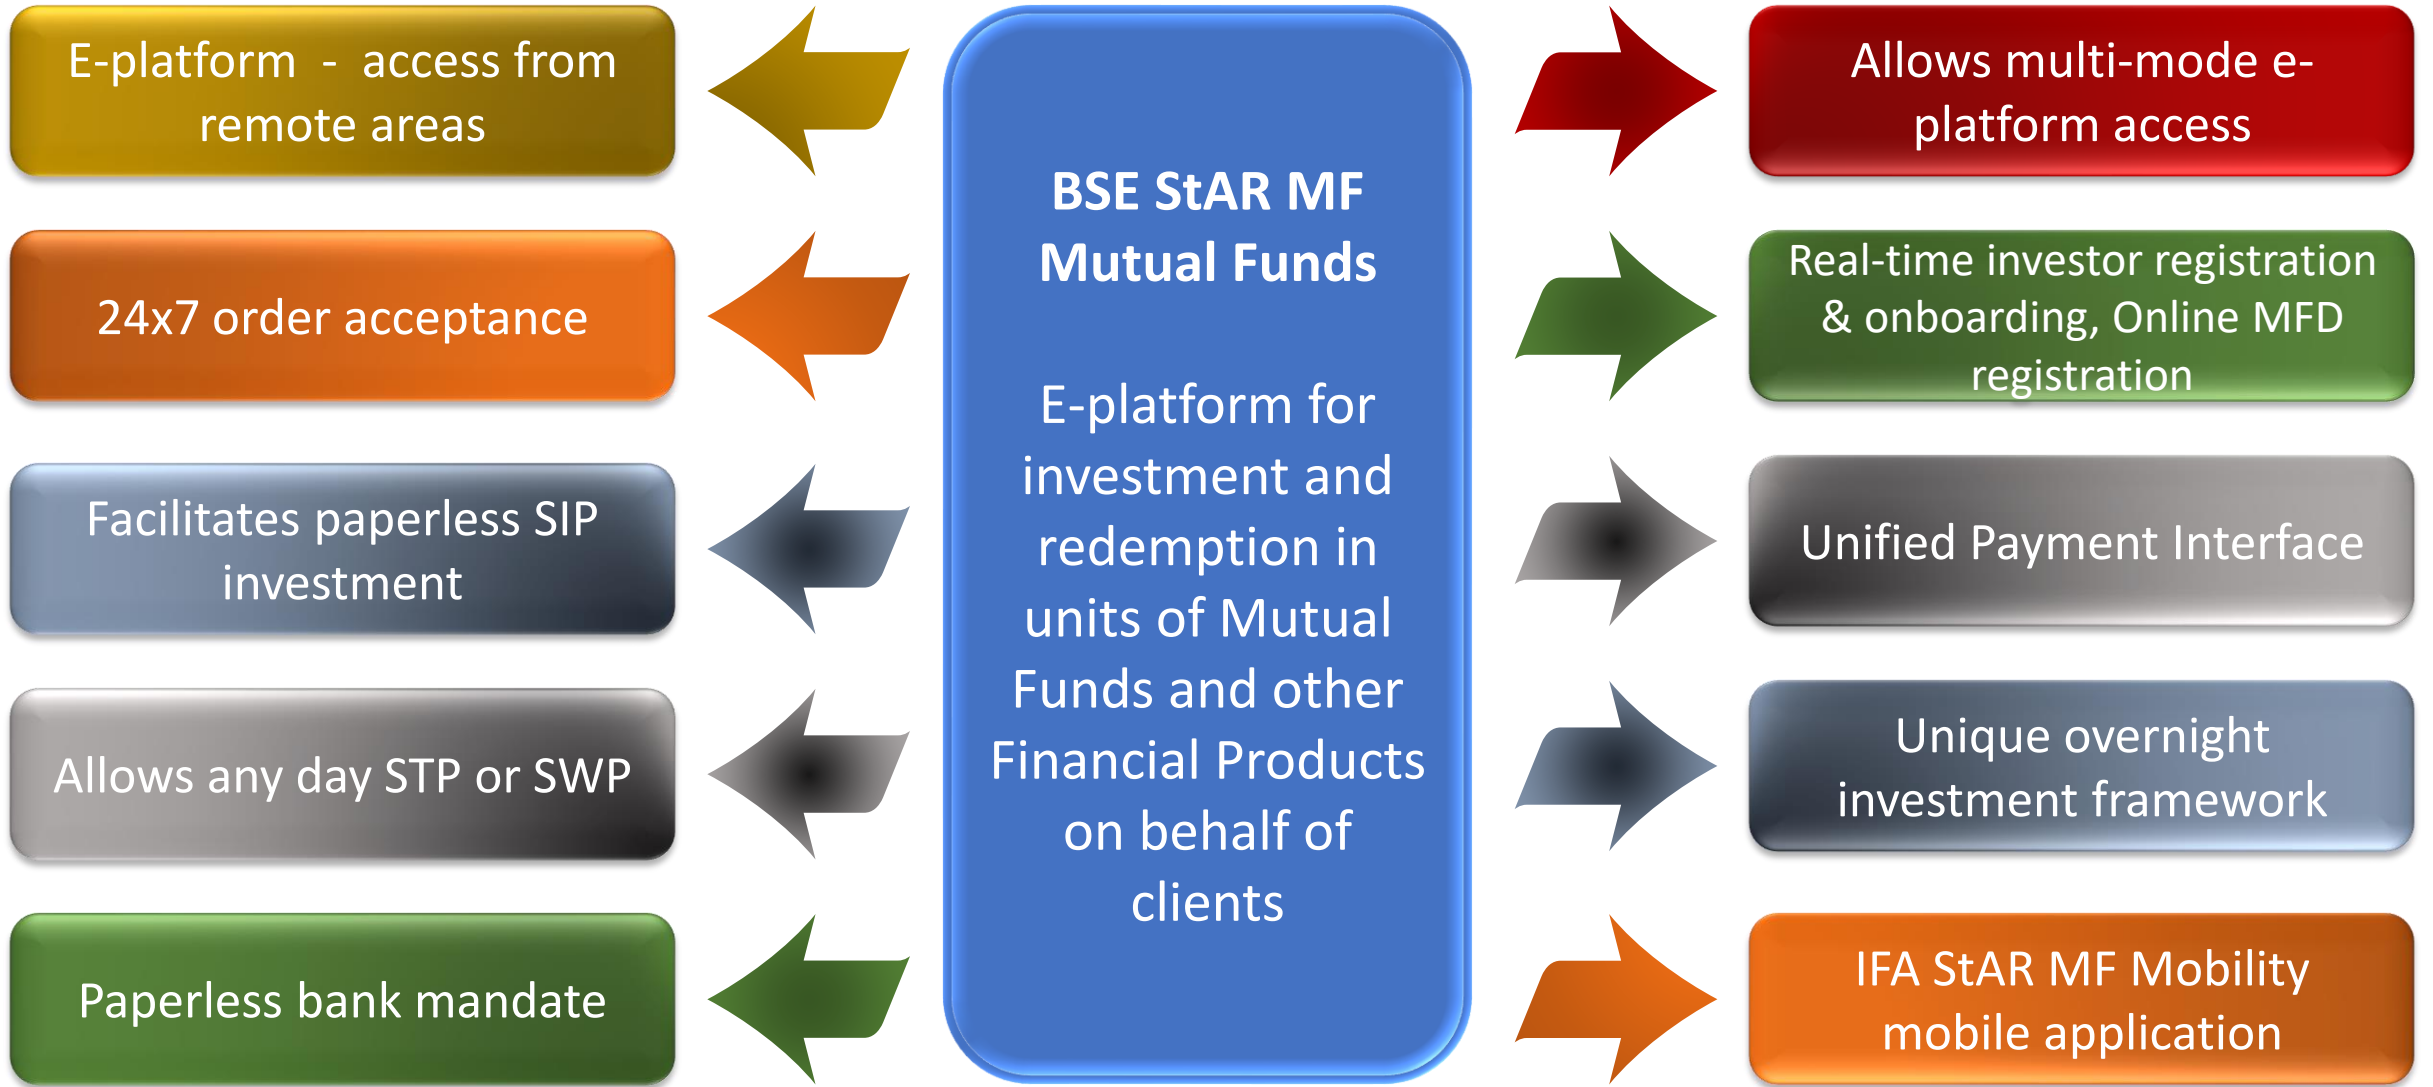 E-platform - access from
remote areas
24x7 order acceptance
Facilitates paperless SIP
investment
Allows any day STP or SWP
Paperless bank mandate
BSE StAR MF
Mutual Funds
E-platform for
investment and
redemption in
units of Mutual
Funds and other
Financial Products
on behalf of
clients
Allows multi-mode e-
platform access
Real-time investor registration
& onboarding, Online MFD
registration
Unified Payment Interface
Unique overnight
investment framework
IFA StAR MF Mobility
mobile application